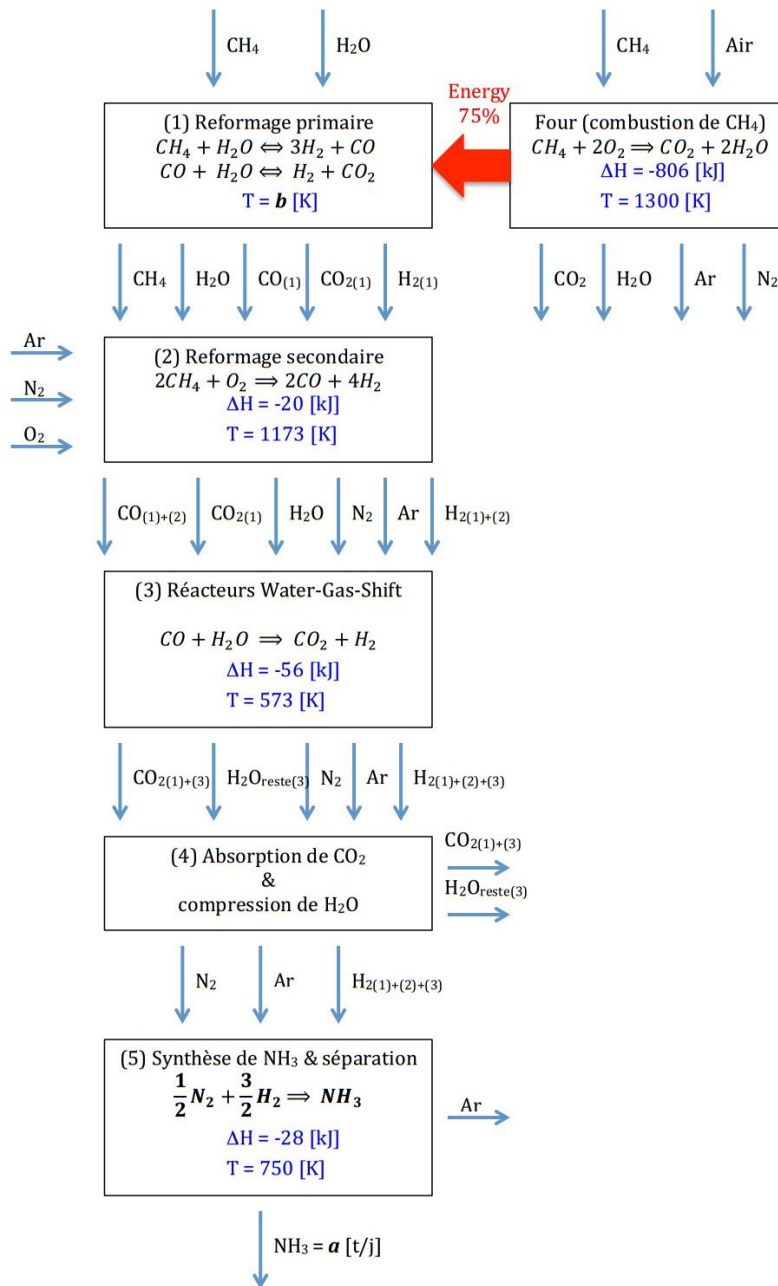 CH₄
H₂O
CH₄
Air
Energy
75%
(1) Reformage primaire
CH₄ + H₂O ⇔ 3H₂ + CO
CO + H₂O ⇔ H₂ + CO₂
T = b [K]
Four (combustion de CH₄)
CH₄ + 2O₂ ⇒ CO₂ + 2H₂O
ΔH = -806 [kJ]
T = 1300 [K]
CH₄
H₂O
CO₍₁₎
CO₂₍₁₎
H₂₍₁₎
CO₂
H₂O
Ar
N₂
Ar
N₂
O₂
(2) Reformage secondaire
2CH₄ + O₂ ⇒ 2CO + 4H₂
ΔH = -20 [kJ]
T = 1173 [K]
CO₍₁₎₊₍₂₎
CO₂₍₁₎
H₂O
N₂
Ar
H₂₍₁₎₊₍₂₎
(3) Réacteurs Water-Gas-Shift
CO + H₂O ⟹ CO₂ + H₂
ΔH = -56 [kJ]
T = 573 [K]
CO₂₍₁₎₊₍₃₎
H₂Oreste(3)
N₂
Ar
H₂₍₁₎₊₍₂₎₊₍₃₎
(4) Absorption de CO₂
&
compression de H₂O
CO₂₍₁₎₊₍₃₎
H₂Oreste(3)
N₂
Ar
H₂₍₁₎₊₍₂₎₊₍₃₎
(5) Synthèse de NH₃ & séparation
1/2 N₂ + 3/2 H₂ ⟹ NH₃
ΔH = -28 [kJ]
T = 750 [K]
Ar
NH₃ = a [t/j]